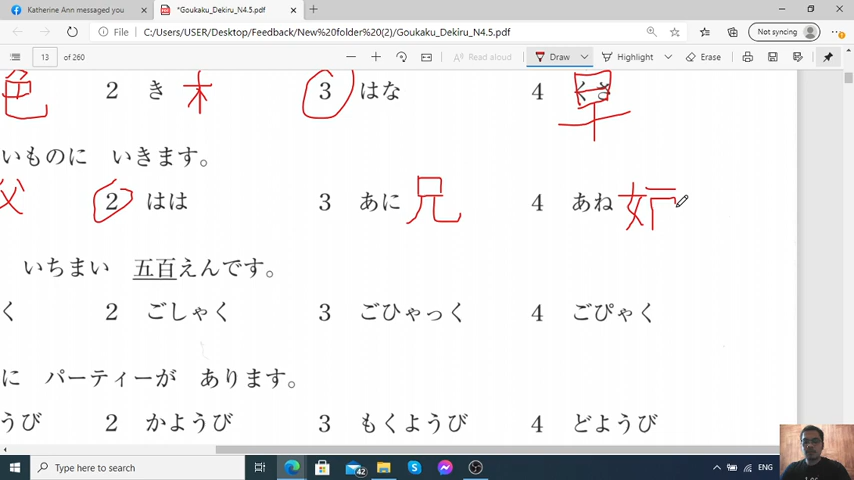 Katherine Ann messaged you
*Goukaku_Dekiru_N4.5.pdf
File
C:/Users/USER/Desktop/Feedback/New%20folder%20(2)/Goukaku_Dekiru_N4.5.pdf
Not syncing
13 of 260
Read aloud
Draw
Highlight
Erase
色 2 き 木 3 はな 4 くさ 早
いものに いきます。
父 2 はは 3 あに 兄 4 あね
いちまい 五百えんです。
く 2 ごしゃく 3 ごひゃっく 4 ごぴゃく
に パーティーが あります。
うび 2 かようび 3 もくようび 4 どようび
Type here to search
42
ENG